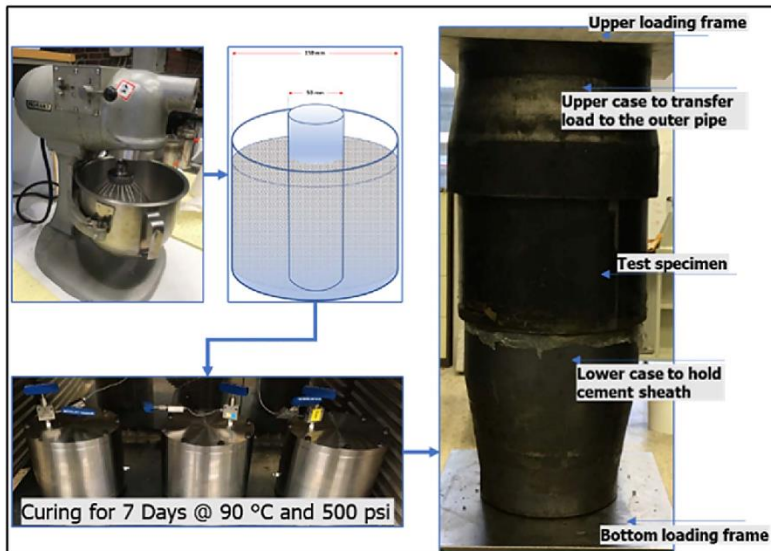 Upper loading frame
Upper case to transfer
load to the outer pipe
Test specimen
Lower case to hold
cement sheath
Bottom loading frame
Curing for 7 Days @ 90 °C and 500 psi